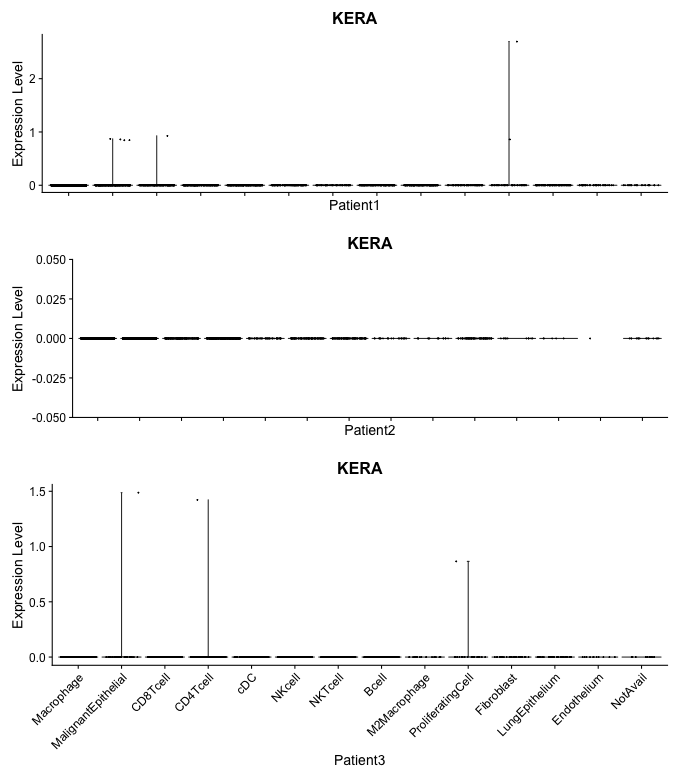 KERA
Expression Level
2
1
0
Patient1
KERA
Expression Level
0.050
0.025
0.000
-0.025
-0.050
Patient2
KERA
Expression Level
1.5
1.0
0.5
0.0
Macrophage
MalignantEpithelial
CD8Tcell
CD4Tcell
cDC
NKcell
NKTcell
Bcell
M2Macrophage
ProliferatingCell
Fibroblast
LungEpithelium
Endothelium
NotAvail
Patient3